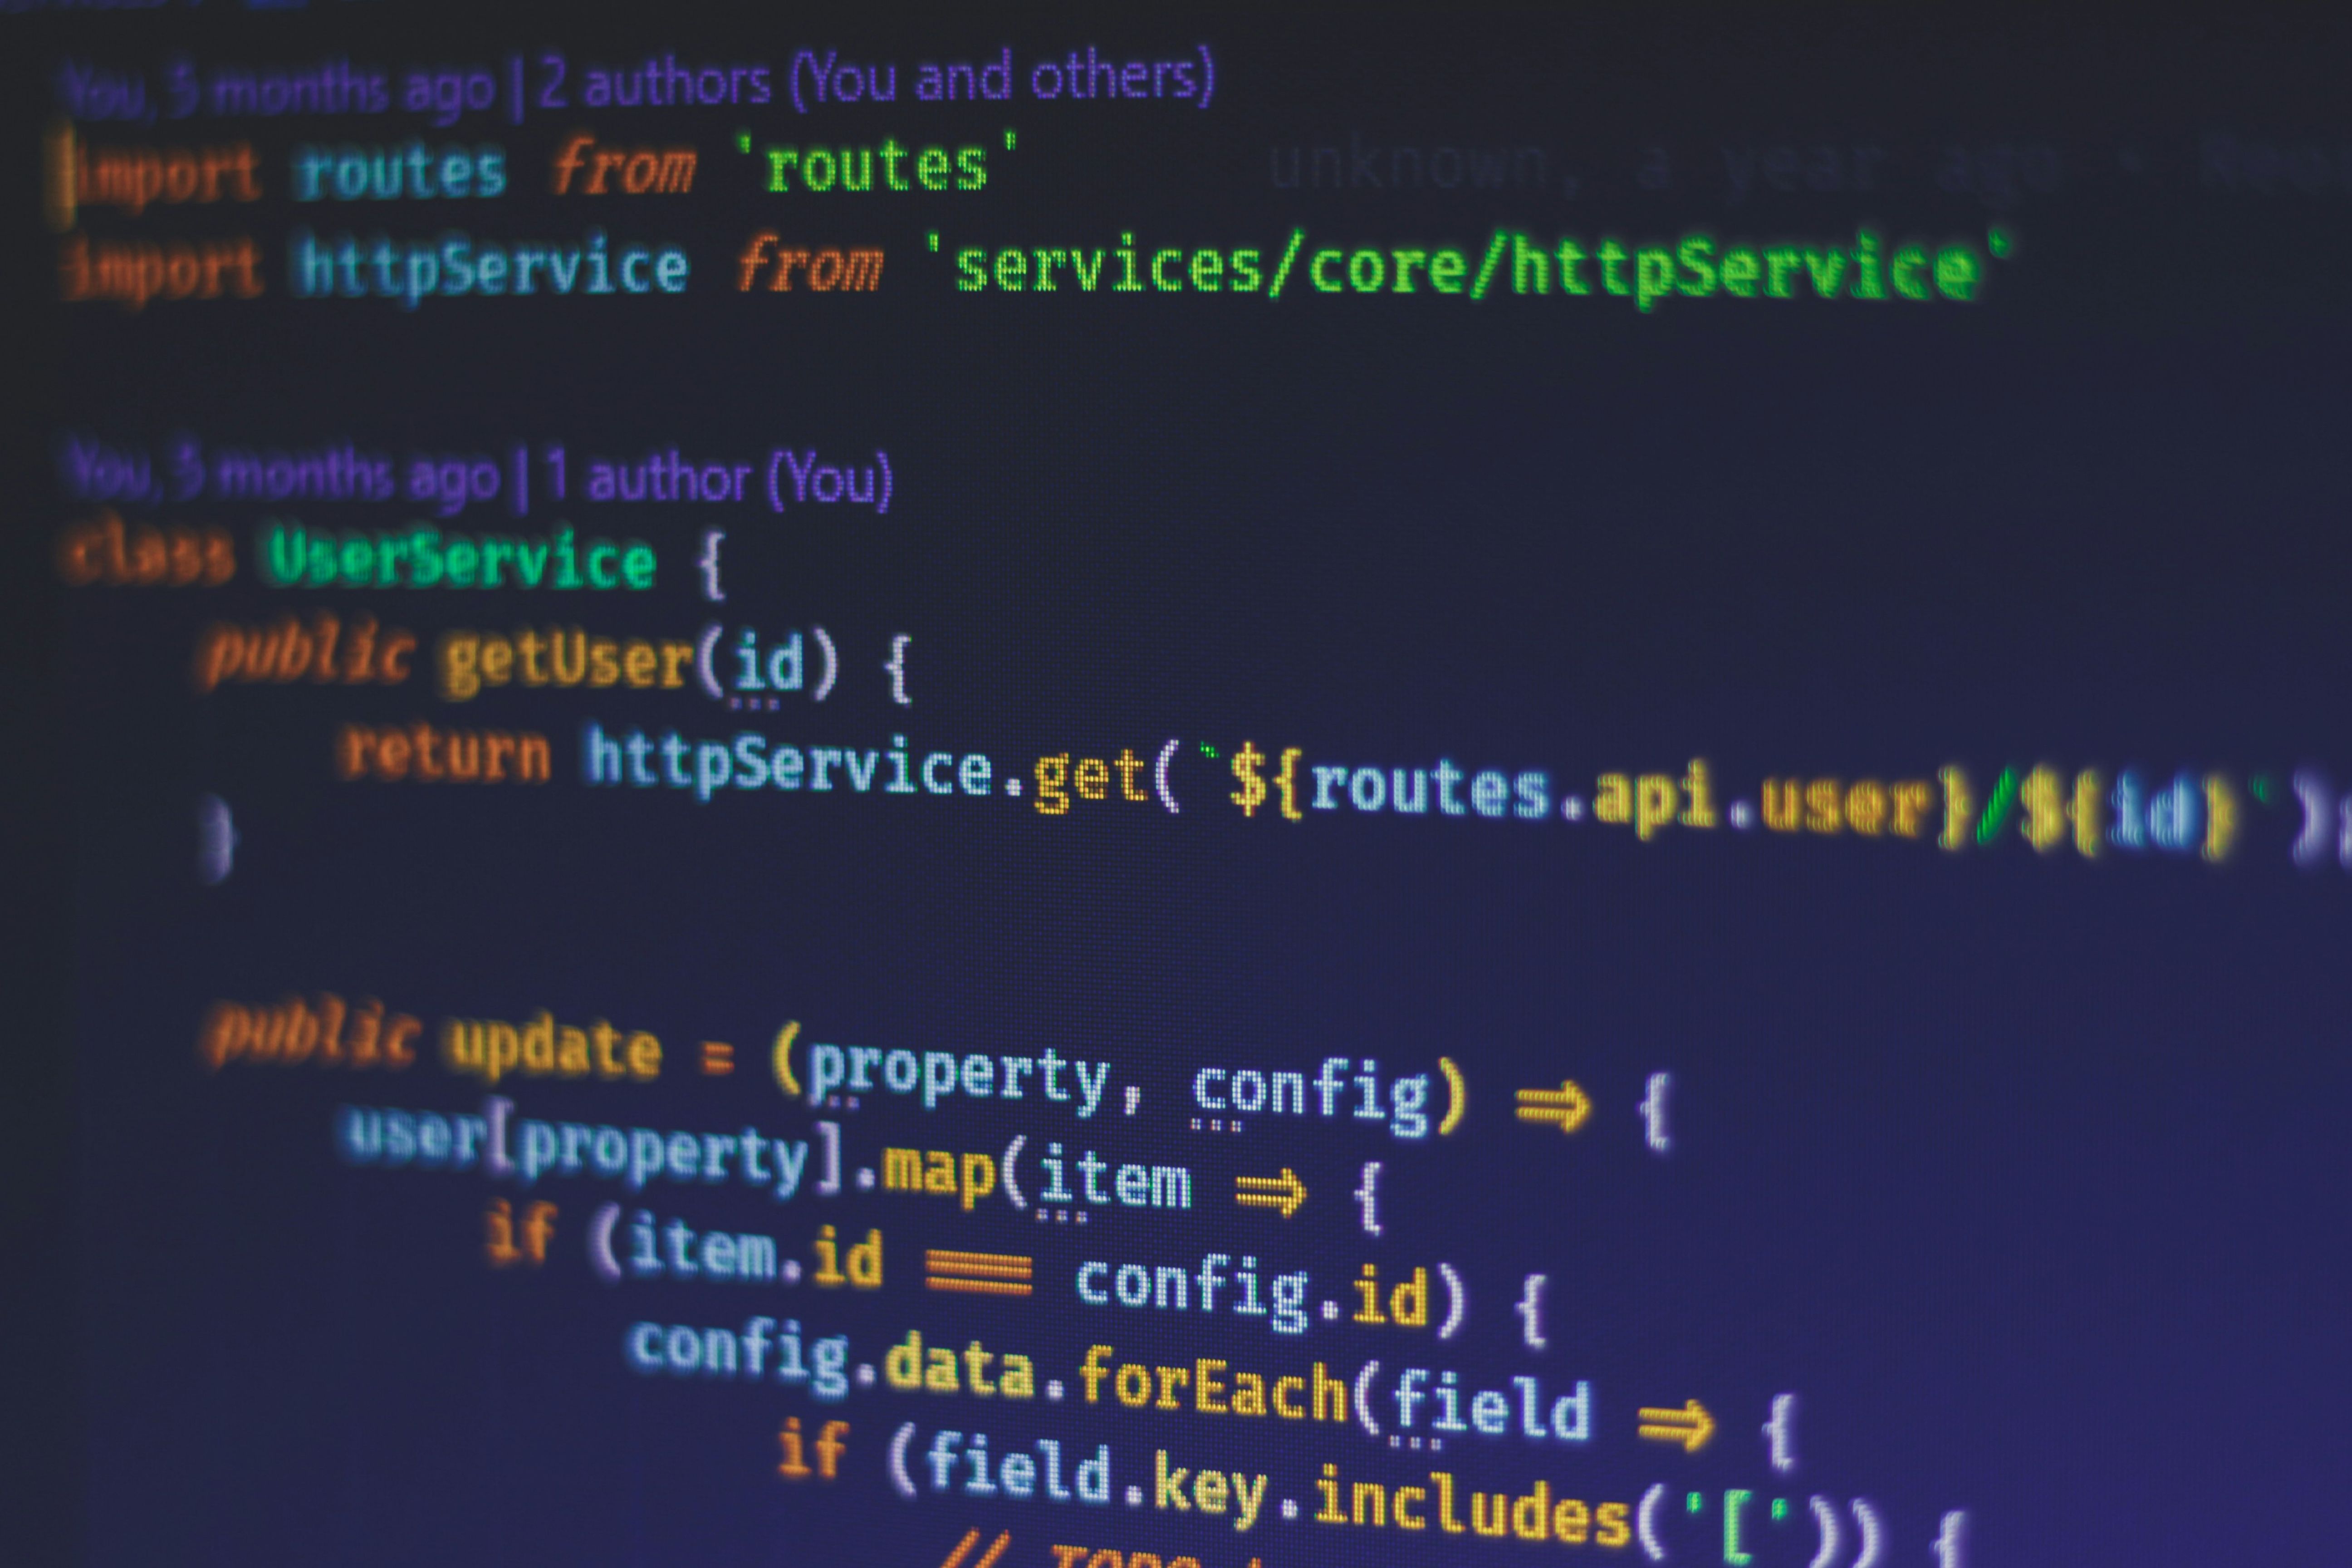 You, 5 months ago | 2 authors (You and others)
import routes from 'routes' unknown, a year ago •
import httpService from 'services/core/httpService'
You, 5 months ago | 1 author (You)
class UserService {
public getUser(id) {
return httpService.get(`${routes.api.user}/${id}`);
}
public update = (property, config) => {
user[property].map(item => {
if (item.id === config.id) {
config.data.forEach(field => {
if (field.key.includes('[')) {
//